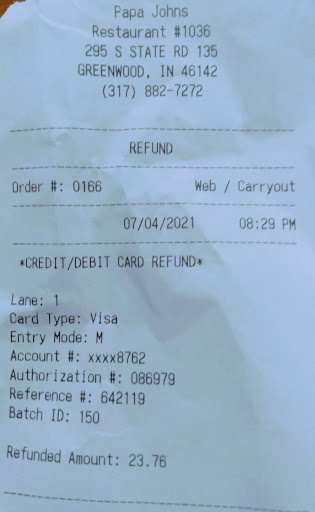 Papa Johns
Restaurant #1036
295 S STATE RD 135
GREENWOOD, IN 46142
(317) 882-7272
REFUND
Order #: 0166 Web / Carryout
07/04/2021 08:29 PM
*CREDIT/DEBIT CARD REFUND*
Lane: 1
Card Type: Visa
Entry Mode: M
Account #: xxxx8762
Authorization #: 086979
Reference #: 642119
Batch ID: 150
Refunded Amount: 23.76